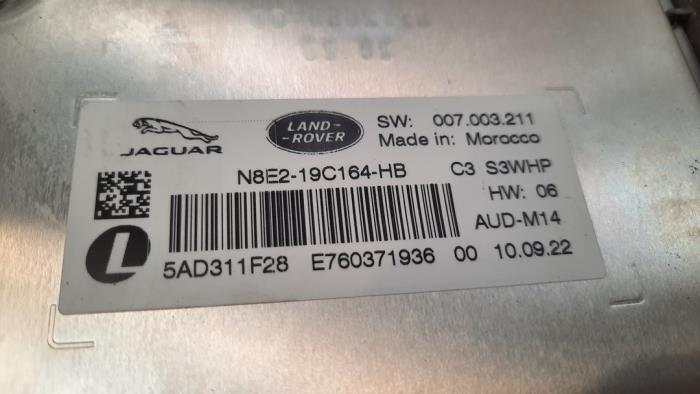 JAGUAR
LAND-
-ROVER
SW: 007.003.211
Made in: Morocco
N8E2-19C164-HB C3 S3WHP
HW: 06
AUD-M14
L
5AD311F28 E760371936 00 10.09.22